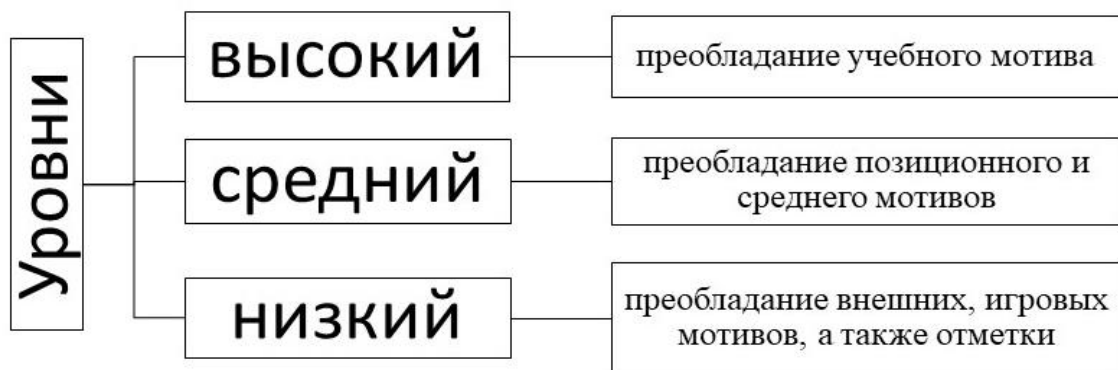 Уровни
высокий
преобладание учебного мотива
средний
преобладание позиционного и
среднего мотивов
низкий
преобладание внешних, игровых
мотивов, а также отметки